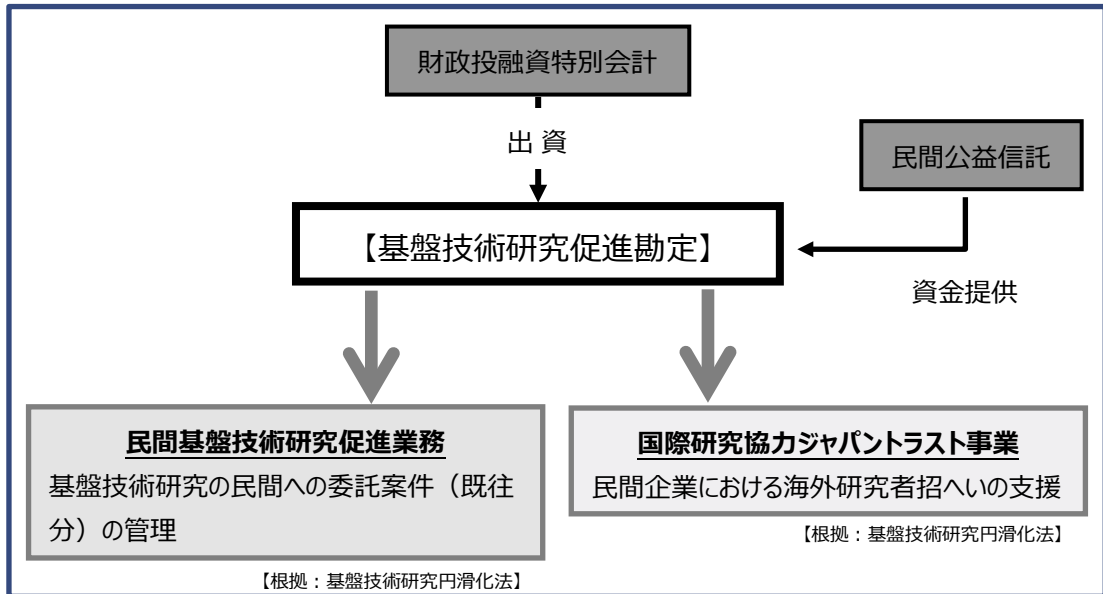 財政投融資特別会計
出 資
民間公益信託
【基盤技術研究促進勘定】
資金提供
民間基盤技術研究促進業務
基盤技術研究の民間への委託案件（既往
分）の管理
【根拠：基盤技術研究円滑化法】
国際研究協力ジャパントラスト事業
民間企業における海外研究者招へいの支援
【根拠：基盤技術研究円滑化法】